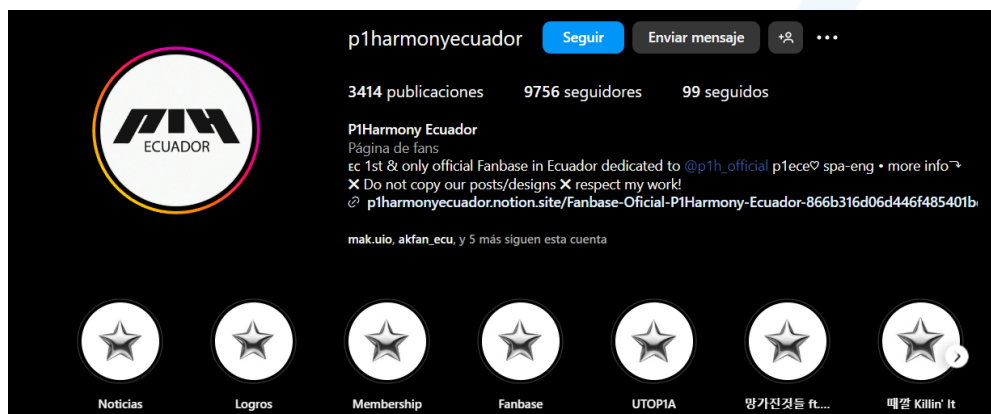 p1harmonyecuador Seguir Enviar mensaje
3414 publicaciones 9756 seguidores 99 seguidos
P1H
ECUADOR
P1Harmony Ecuador
Página de fans
ᴇᴄ 1st & only official Fanbase in Ecuador dedicated to @p1h_official p1ece♡ spa-eng • more info⤵
✕ Do not copy our posts/designs ✕ respect my work!
p1harmonyecuador.notion.site/Fanbase-Oficial-P1Harmony-Ecuador-866b316d06d446f485401b
mak.uio, akfan_ecu, y 5 más siguen esta cuenta
Noticias Logros Membership Fanbase UTOP1A 망가진것들 ft.... 때깔 Killin' It